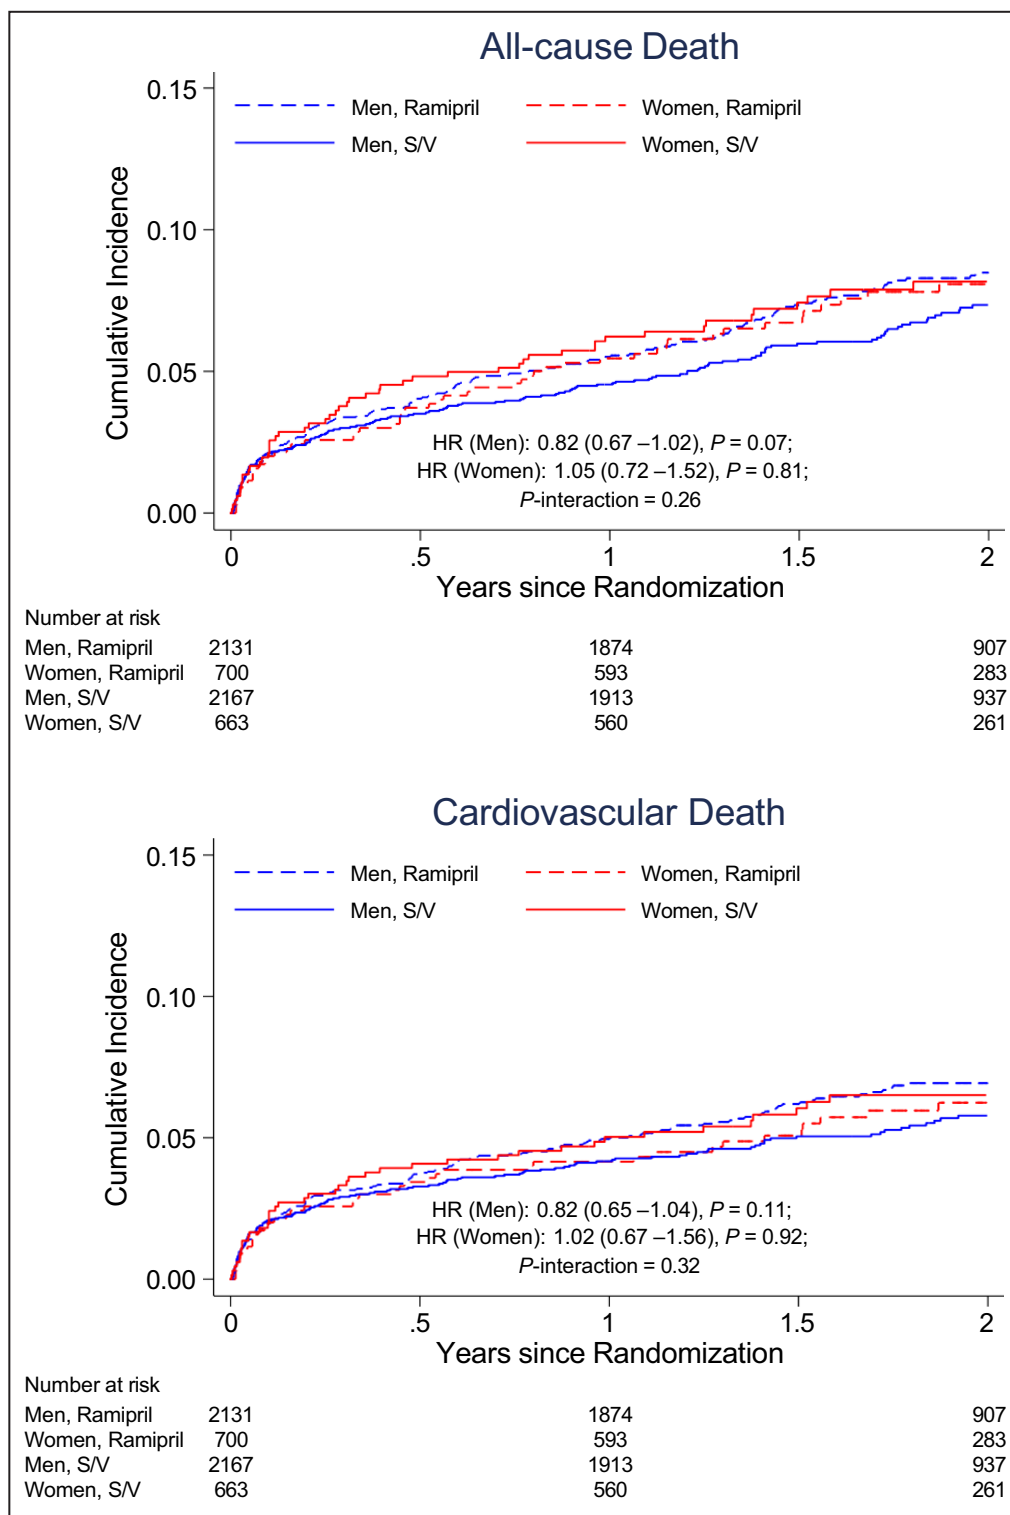 All-cause Death
0.15
Men, Ramipril Women, Ramipril
Men, S/V Women, S/V
0.10
Cumulative Incidence
0.05
HR (Men): 0.82 (0.67 –1.02), P = 0.07;
HR (Women): 1.05 (0.72 –1.52), P = 0.81;
P-interaction = 0.26
0.00
0 .5 1 1.5 2
Years since Randomization
Number at risk
Men, Ramipril 2131 1874 907
Women, Ramipril 700 593 283
Men, S/V 2167 1913 937
Women, S/V 663 560 261
Cardiovascular Death
0.15
Men, Ramipril Women, Ramipril
Men, S/V Women, S/V
0.10
Cumulative Incidence
0.05
HR (Men): 0.82 (0.65 –1.04), P = 0.11;
HR (Women): 1.02 (0.67 –1.56), P = 0.92;
P-interaction = 0.32
0.00
0 .5 1 1.5 2
Years since Randomization
Number at risk
Men, Ramipril 2131 1874 907
Women, Ramipril 700 593 283
Men, S/V 2167 1913 937
Women, S/V 663 560 261